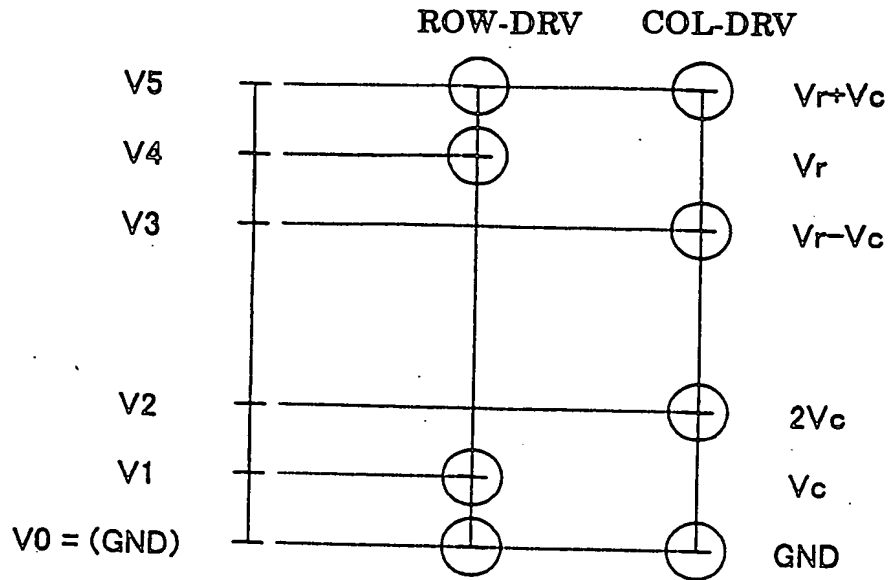 ROW-DRV COL-DRV
V5 Vr+Vc
V4 Vr
V3 Vr-Vc
V2 2Vc
V1 Vc
V0 = (GND) GND